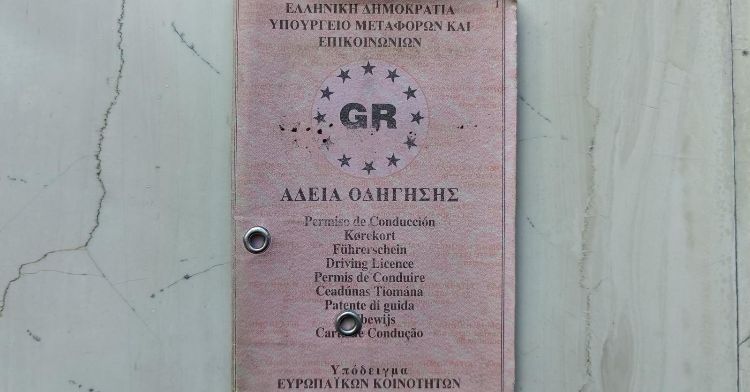 1
ΕΛΛΗΝΙΚΗ ΔΗΜΟΚΡΑΤΙΑ
ΥΠΟΥΡΓΕΙΟ ΜΕΤΑΦΟΡΩΝ ΚΑΙ
ΕΠΙΚΟΙΝΩΝΙΩΝ
GR
ΑΔΕΙΑ ΟΔΗΓΗΣΗΣ
Permiso de Conducción
Kørekort
Führerschein
Driving Licence
Permis de Conduire
Ceadúnas Tiomána
Patente di guida
Carta de Condução
Υπόδειγμα
ΕΥΡΩΠΑΪΚΩΝ ΚΟΙΝΟΤΗΤΩΝ